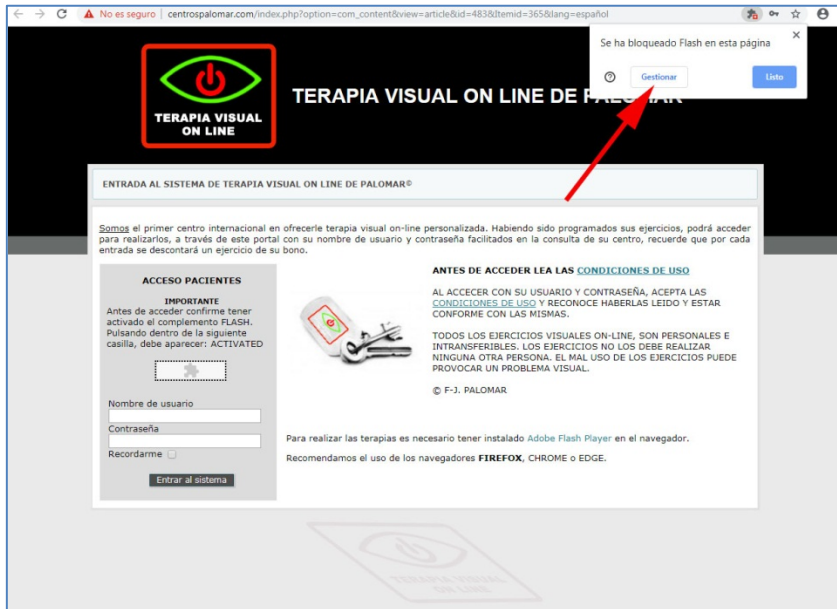 No es seguro | centrospalomar.com/index.php?option=com_content&view=article&id=483&Itemid=365&lang=español
Se ha bloqueado Flash en esta página
Gestionar
Listo
TERAPIA VISUAL
ON LINE
TERAPIA VISUAL ON LINE DE PALOMAR
ENTRADA AL SISTEMA DE TERAPIA VISUAL ON LINE DE PALOMAR©
Somos el primer centro internacional en ofrecerle terapia visual on-line personalizada. Habiendo sido programados sus ejercicios, podrá acceder
para realizarlos, a través de este portal con su nombre de usuario y contraseña facilitados en la consulta de su centro, recuerde que por cada
entrada se descontará un ejercicio de su bono.
ACCESO PACIENTES
IMPORTANTE
Antes de acceder confirme tener
activado el complemento FLASH.
Pulsando dentro de la siguiente
casilla, debe aparecer: ACTIVATED
Nombre de usuario
Contraseña
Recordarme
Entrar al sistema
ANTES DE ACCEDER LEA LAS CONDICIONES DE USO
AL ACCECER CON SU USUARIO Y CONTRASEÑA, ACEPTA LAS
CONDICIONES DE USO Y RECONOCE HABERLAS LEIDO Y ESTAR
CONFORME CON LAS MISMAS.
TODOS LOS EJERCICIOS VISUALES ON-LINE, SON PERSONALES E
INTRANSFERIBLES. LOS EJERCICIOS NO LOS DEBE REALIZAR
NINGUNA OTRA PERSONA. EL MAL USO DE LOS EJERCICIOS PUEDE
PROVOCAR UN PROBLEMA VISUAL.
© F-J. PALOMAR
Para realizar las terapias es necesario tener instalado Adobe Flash Player en el navegador.
Recomendamos el uso de los navegadores FIREFOX, CHROME o EDGE.
TERAPIA VISUAL
ON LINE